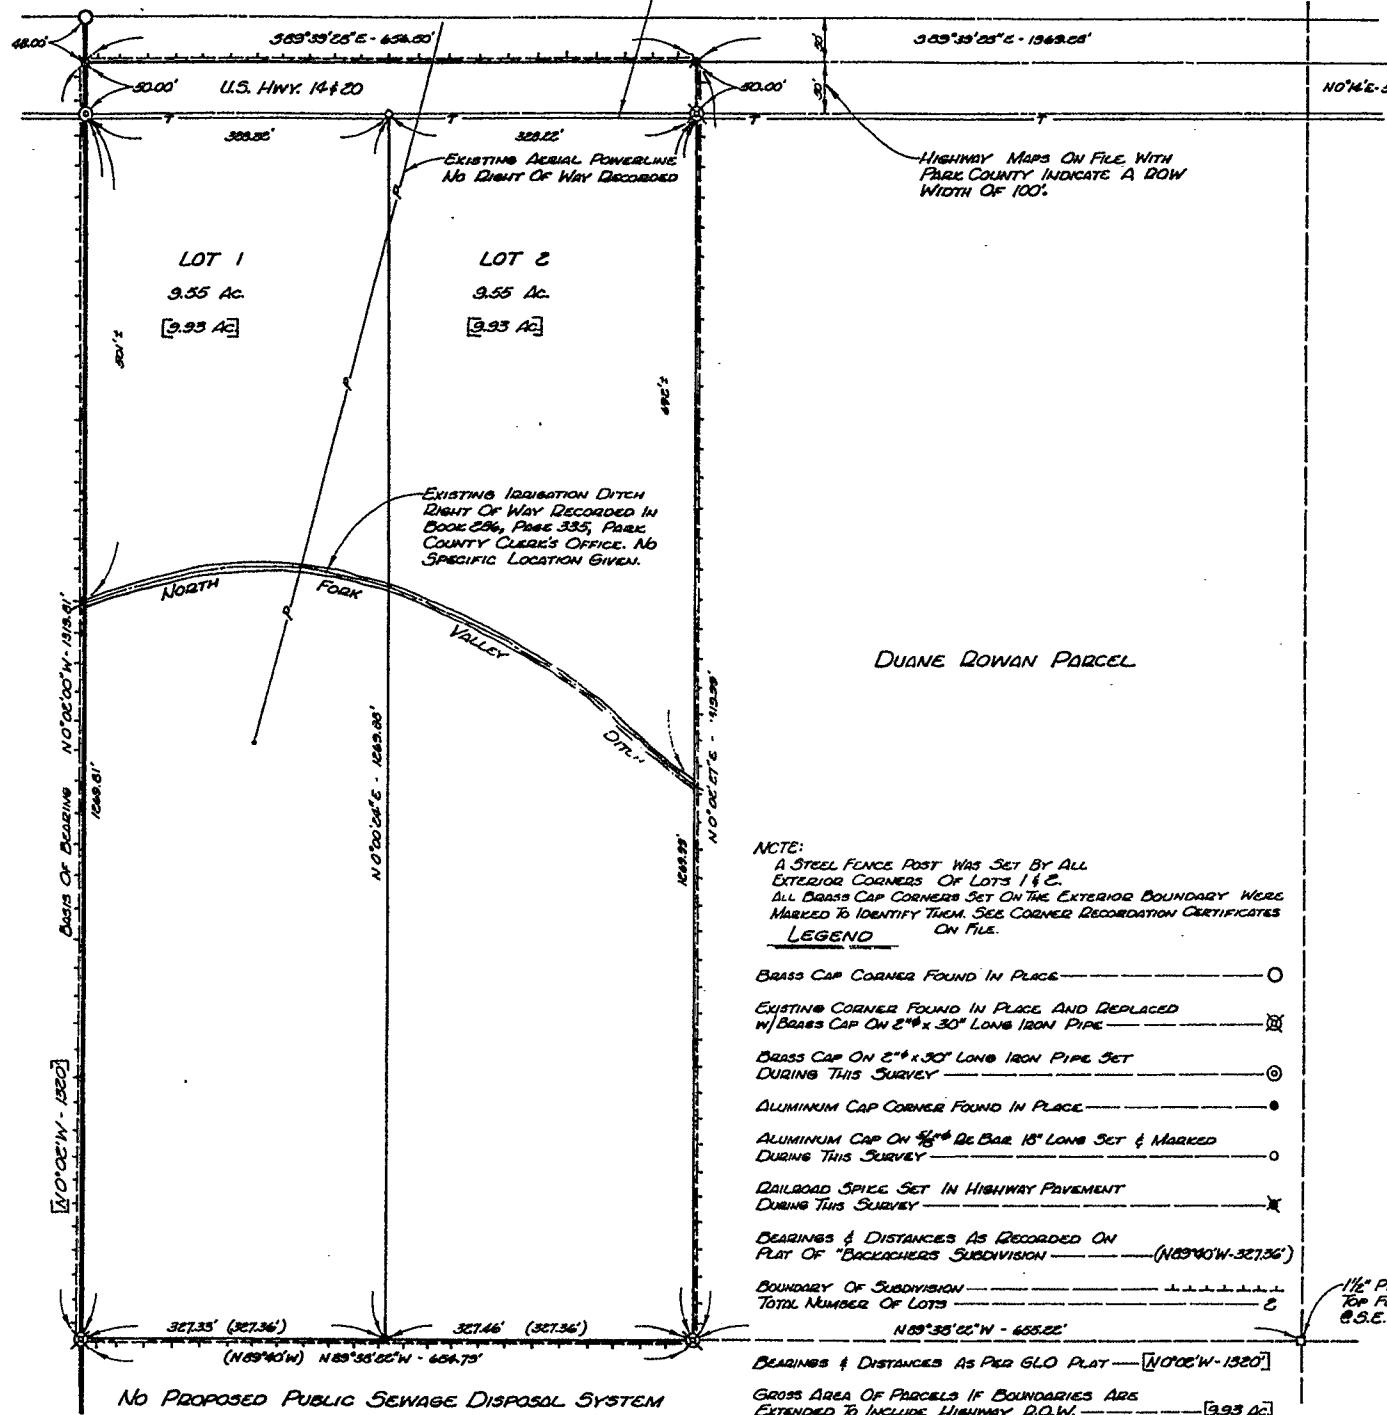 48.00'
S89°39'25"E - 656.50'
S89°39'25"E - 1969.25'
50'
50.00'
U.S. HWY. 14 & 20
50.00'
50'
T
T
T
T
328.22'
EXISTING AERIAL POWERLINE
NO RIGHT OF WAY RECORDED
HIGHWAY MAPS ON FILE WITH
PARK COUNTY INDICATE A ROW
WIDTH OF 100'.
P
LOT 1
9.55 AC.
[9.93 AC]
LOT 2
9.55 AC.
[9.93 AC]
P
EXISTING IRRIGATION DITCH
RIGHT OF WAY RECORDED IN
BOOK 286, PAGE 335, PARK
COUNTY CLERK'S OFFICE. NO
SPECIFIC LOCATION GIVEN.
NORTH FORK VALLEY DITCH
P
BASIS OF BEARING N0°02'00"W - 1319.81'
1269.81'
N0°00'24"E - 1269.88'
1269.99'
DUANE ROWAN PARCEL
[N0°02'W - 1320]
NOTE:
A STEEL FENCE POST WAS SET BY ALL
EXTERIOR CORNERS OF LOTS 1 & 2.
ALL BRASS CAP CORNERS SET ON THE EXTERIOR BOUNDARY WERE
MARKED TO IDENTIFY THEM. SEE CORNER RECORDATION CERTIFICATES
ON FILE.
LEGEND
BRASS CAP CORNER FOUND IN PLACE
EXISTING CORNER FOUND IN PLACE AND REPLACED
W/BRASS CAP ON 2"ϕ x 30" LONG IRON PIPE
BRASS CAP ON 2"ϕ x 30" LONG IRON PIPE SET
DURING THIS SURVEY
ALUMINUM CAP CORNER FOUND IN PLACE
ALUMINUM CAP ON 5/8"ϕ RE BAR 18" LONG SET & MARKED
DURING THIS SURVEY
RAILROAD SPIKE SET IN HIGHWAY PAVEMENT
DURING THIS SURVEY
BEARINGS & DISTANCES AS RECORDED ON
PLAT OF "BACKACHERS SUBDIVISION (N89°40'W-327.36')
BOUNDARY OF SUBDIVISION
TOTAL NUMBER OF LOTS 2
1½" P
TOP F
@ S.E.
327.33' (327.36')
327.46' (327.36')
N89°38'22"W - 655.22'
(N89°40'W) N89°38'22"W - 654.79'
BEARINGS & DISTANCES AS PER GLO PLAT [N0°02'W-1320']
NO PROPOSED PUBLIC SEWAGE DISPOSAL SYSTEM
GROSS AREA OF PARCELS IF BOUNDARIES ARE
EXTENDED TO INCLUDE HIGHWAY R.O.W. [9.93 AC]